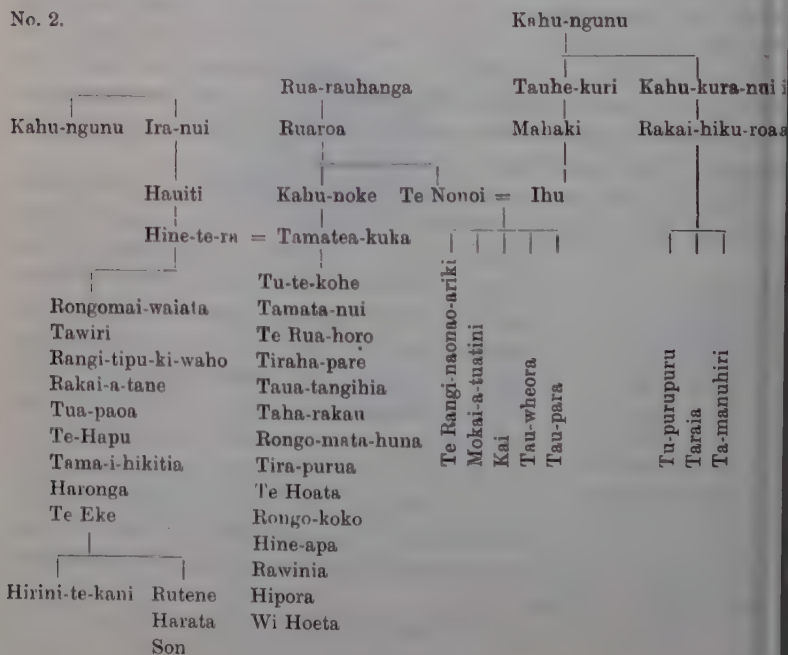 No. 2.
Kahu-ngunu
Rua-rauhanga Tauhe-kuri Kahu-kura-nui
Kahu-ngunu Ira-nui Ruaroa Mahaki Rakai-hiku-roa
Hauiti Kahu-noke Te Nonoi = Ihu
Hine-te-ra = Tamatea-kuka
Tu-te-kohe
Rongomai-waiata Tamata-nui
Tawiri Te Rua-horo
Rangi-tipu-ki-waho Tiraha-pare
Rakai-a-tane Taua-tangihia
Tua-paoa Taha-rakau
Te-Hapu Rongo-mata-huna
Tama-i-hikitia Tira-purua
Haronga Te Hoata
Te Eke Rongo-koko
Hine-apa
Rawinia
Hirini-te-kani Rutene Hipora
Harata Wi Hoeta
Son
Te Rangi-naonao-ariki
Mokai-a-tuatini
Kai
Tau-wheora
Tau-para
Tu-purupuru
Taraia
Ta-manuhiri